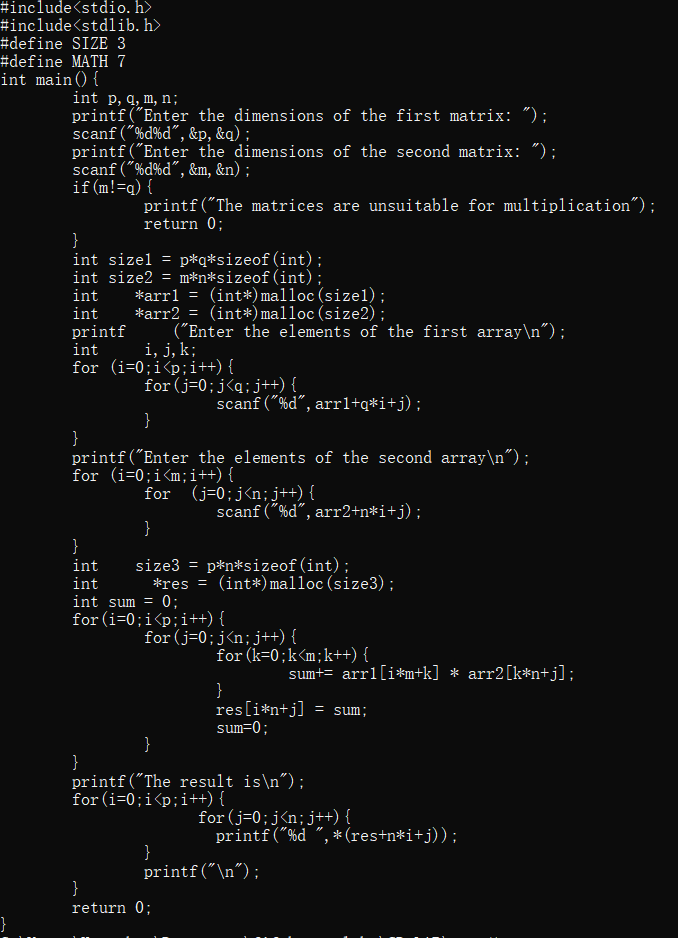 #include<stdio.h>
#include<stdlib.h>
#define SIZE 3
#define MATH 7
int main(){
        int p,q,m,n;
        printf("Enter the dimensions of the first matrix: ");
        scanf("%d%d",&p,&q);
        printf("Enter the dimensions of the second matrix: ");
        scanf("%d%d",&m,&n);
        if(m!=q){
                printf("The matrices are unsuitable for multiplication");
                return 0;
        }
        int size1 = p*q*sizeof(int);
        int size2 = m*n*sizeof(int);
        int    *arr1 = (int*)malloc(size1);
        int    *arr2 = (int*)malloc(size2);
        printf     ("Enter the elements of the first array\n");
        int     i,j,k;
        for (i=0;i<p;i++){
                for(j=0;j<q;j++){
                        scanf("%d",arr1+q*i+j);
                }
        }
        printf("Enter the elements of the second array\n");
        for (i=0;i<m;i++){
                for  (j=0;j<n;j++){
                        scanf("%d",arr2+n*i+j);
                }
        }
        int    size3 = p*n*sizeof(int);
        int      *res = (int*)malloc(size3);
        int sum = 0;
        for(i=0;i<p;i++){
                for(j=0;j<n;j++){
                        for(k=0;k<m;k++){
                                sum+= arr1[i*m+k] * arr2[k*n+j];
                        }
                        res[i*n+j] = sum;
                        sum=0;
                }
        }
        printf("The result is\n");
        for(i=0;i<p;i++){
                      for(j=0;j<n;j++){
                        printf("%d ",*(res+n*i+j));
                }
                printf("\n");
        }
        return 0;
}